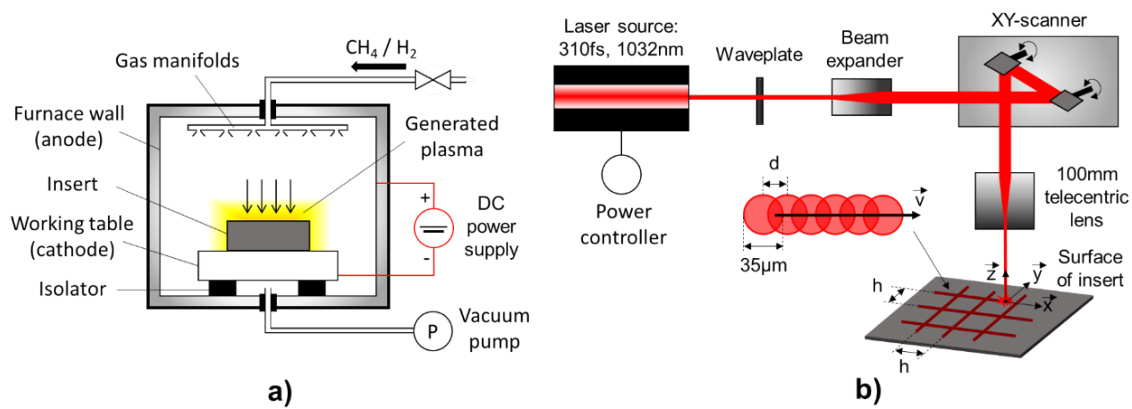 CH4 / H2
Gas manifolds
Furnace wall
(anode)
Generated
plasma
Insert
Working table
(cathode)
Isolator
+
DC
power
supply
-
P
Vacuum
pump
a)
Laser source:
310fs, 1032nm
Waveplate
Beam
expander
XY-scanner
Power
controller
d
v
35µm
100mm
telecentric
lens
Surface
of insert
z
y
x
h
h
b)